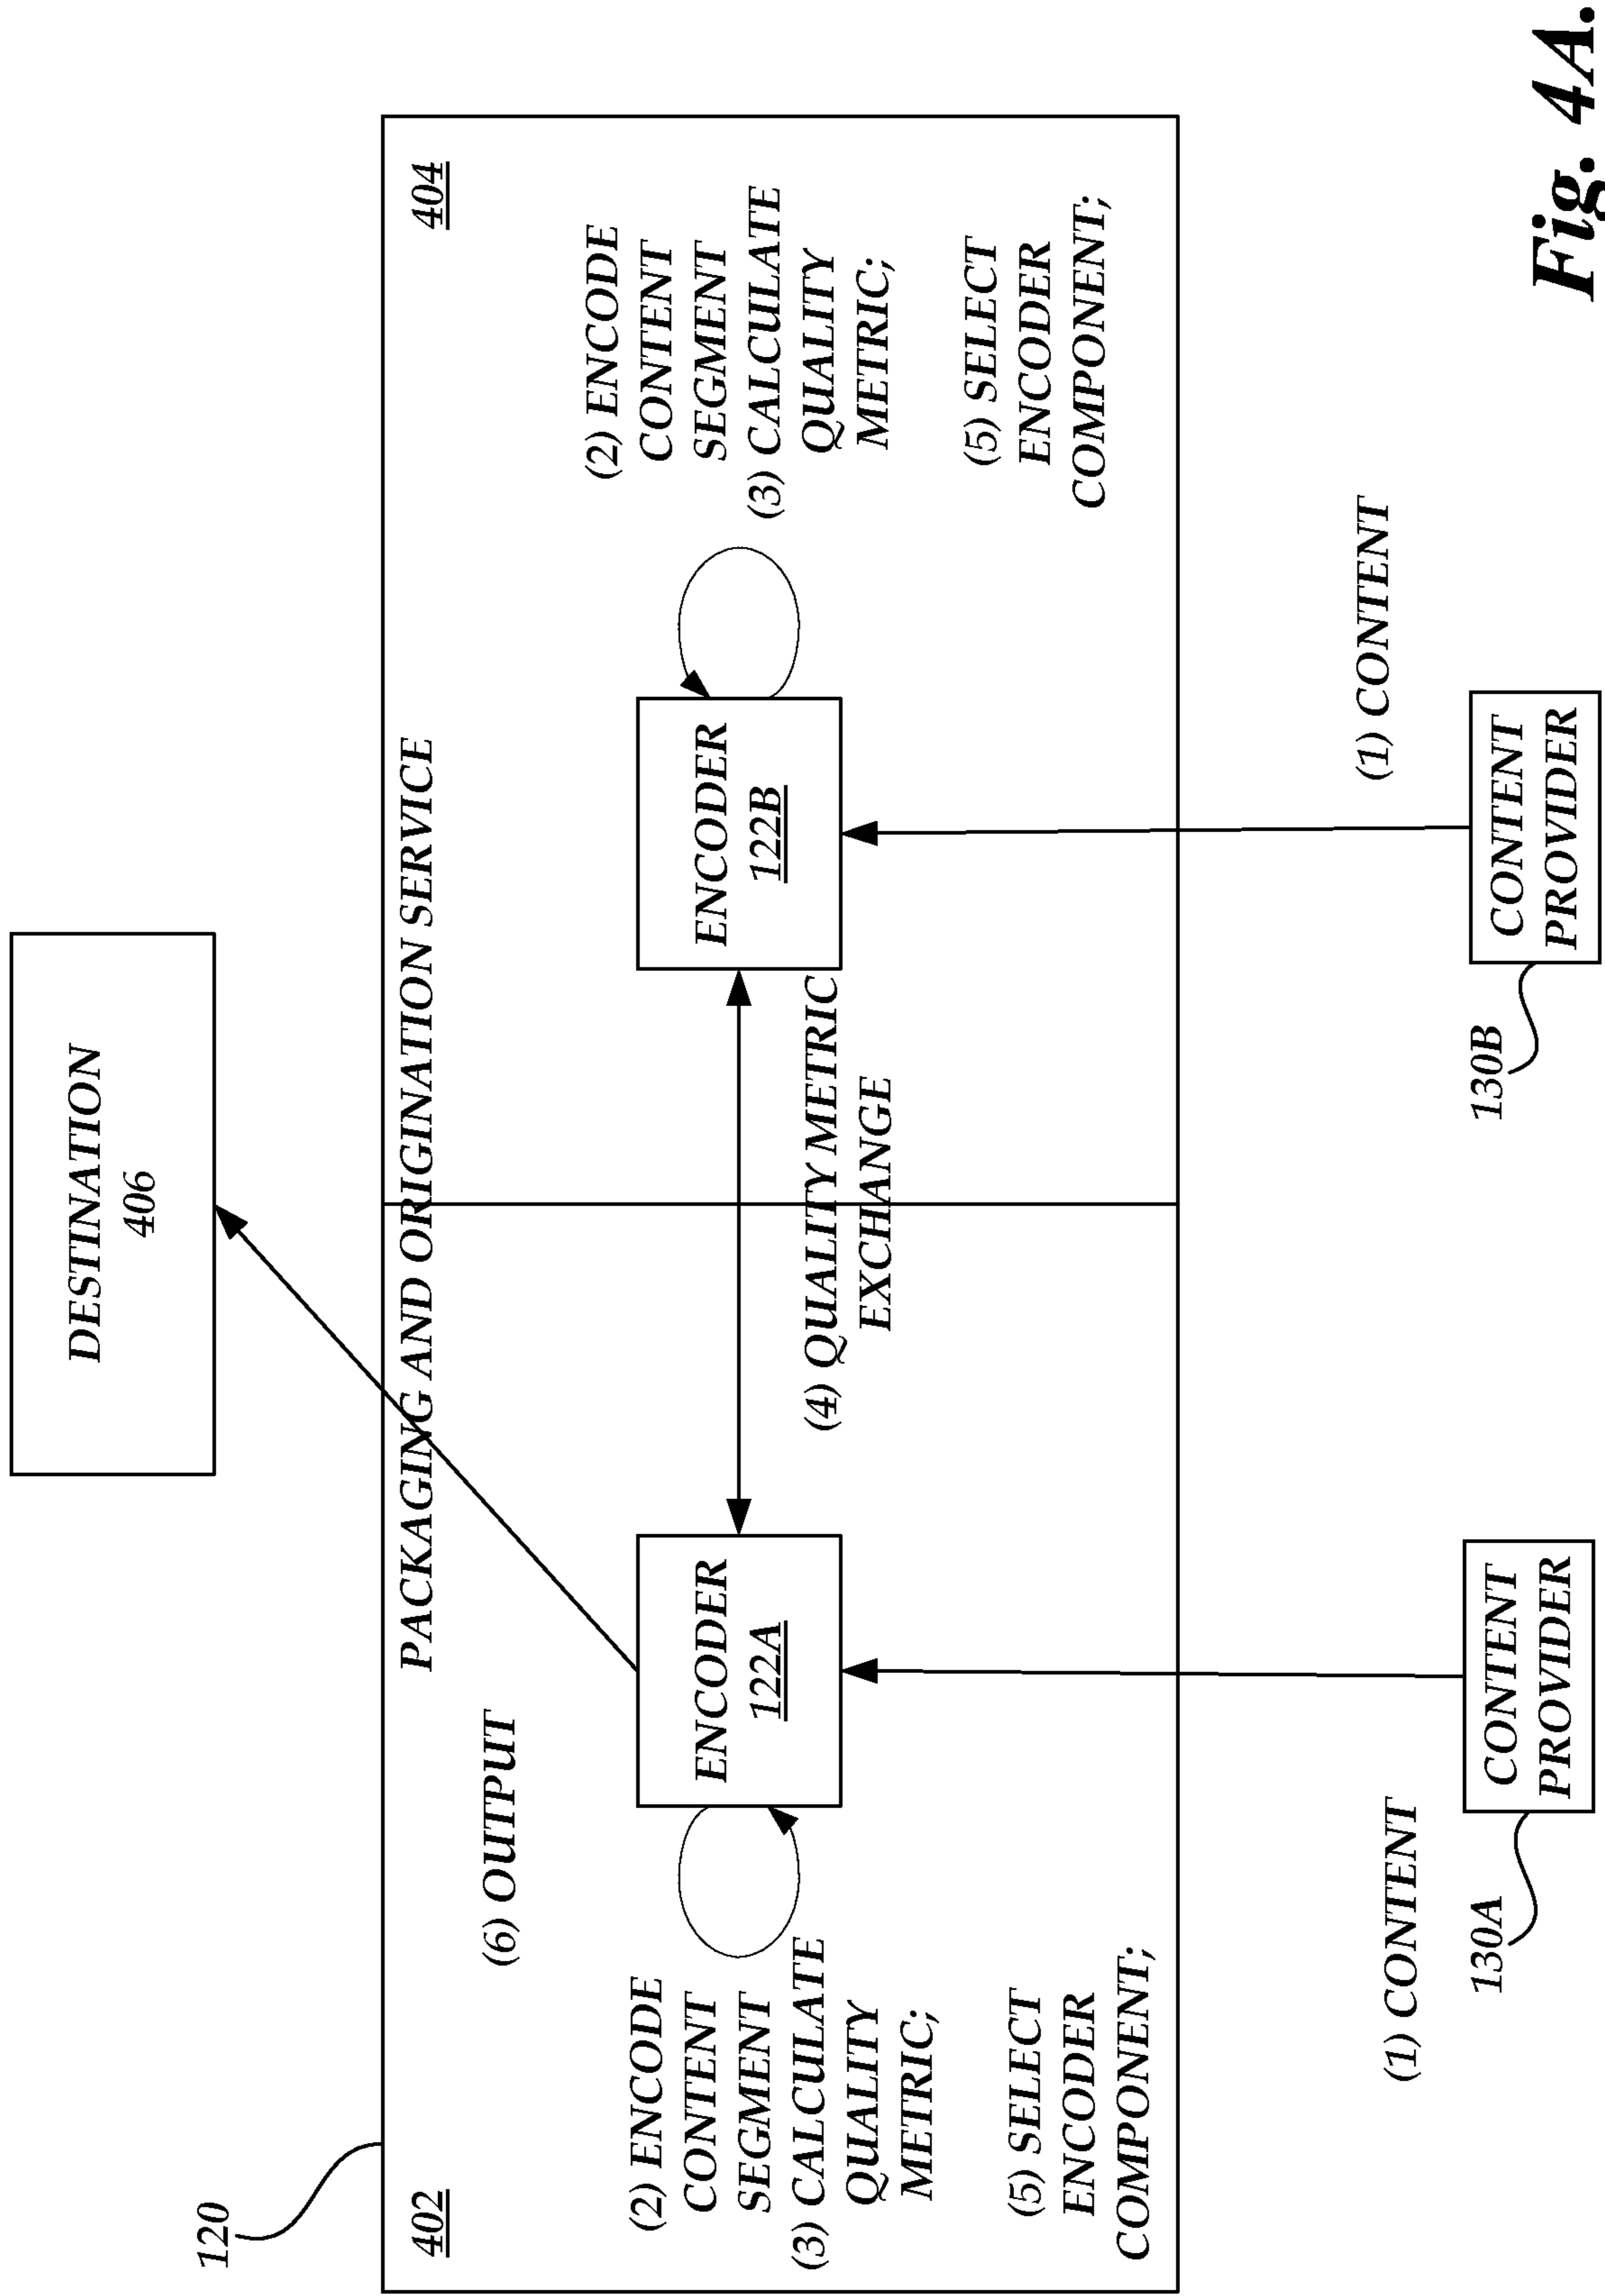 DESTINATION
406
120
PACKAGING AND ORIGINATION SERVICE
402
404
(6) OUTPUT
(2) ENCODE
CONTENT
SEGMENT
(3) CALCULATE
QUALITY
METRIC;
(5) SELECT
ENCODER
COMPONENT;
ENCODER
122A
(4) QUALITY METRIC
EXCHANGE
ENCODER
122B
(2) ENCODE
CONTENT
SEGMENT
(3) CALCULATE
QUALITY
METRIC;
(5) SELECT
ENCODER
COMPONENT;
(1) CONTENT
130A
CONTENT
PROVIDER
(1) CONTENT
130B
CONTENT
PROVIDER
Fig. 4A.